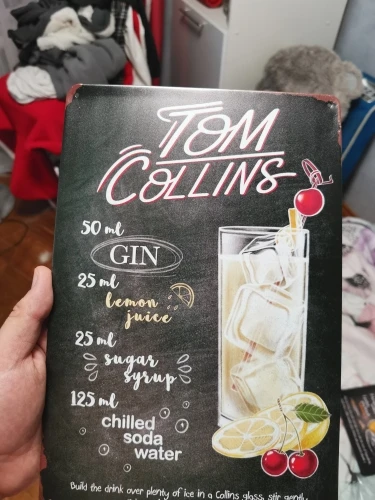 TOM
COLLINS
50 ml
GIN
25 ml
lemon
juice
25 ml
sugar
syrup
125 ml
chilled
soda
water
Build the drink over plenty of ice in a Collins glass, stir gently,